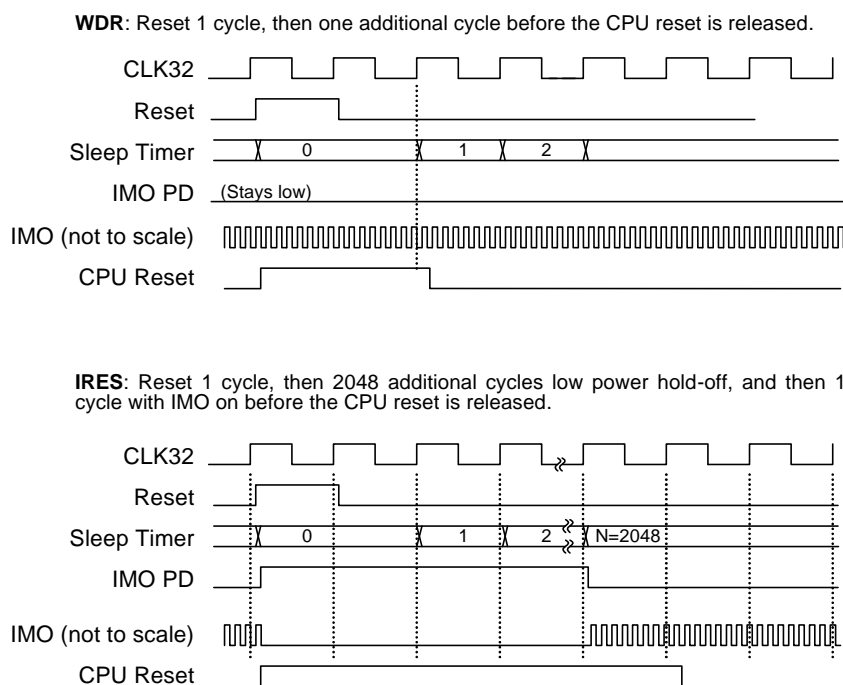 WDR: Reset 1 cycle, then one additional cycle before the CPU reset is released.
CLK32
Reset
Sleep Timer 0 1 2
IMO PD (Stays low)
IMO (not to scale)
CPU Reset
IRES: Reset 1 cycle, then 2048 additional cycles low power hold-off, and then 1
cycle with IMO on before the CPU reset is released.
CLK32
Reset
Sleep Timer 0 1 2 N=2048
IMO PD
IMO (not to scale)
CPU Reset